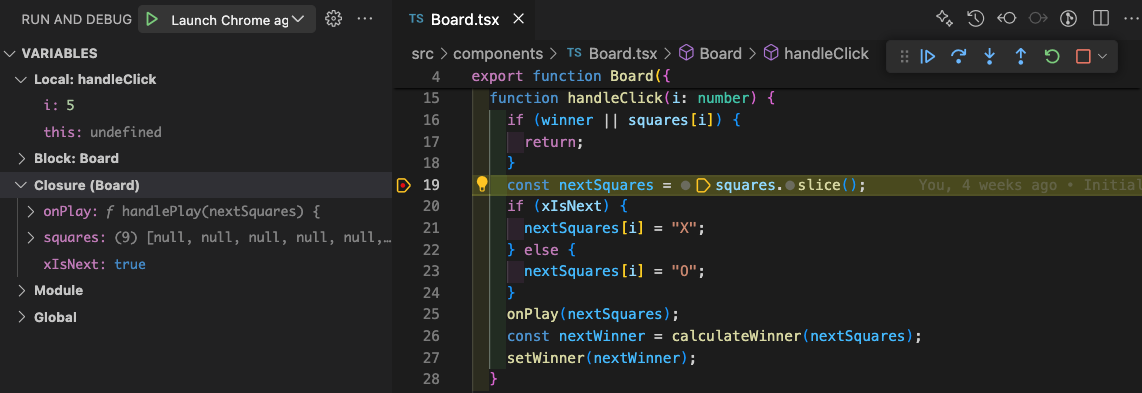 RUN AND DEBUG Launch Chrome ag
VARIABLES
Local: handleClick
i: 5
this: undefined
Block: Board
Closure (Board)
onPlay: ƒ handlePlay(nextSquares) {
squares: (9) [null, null, null, null, null,…
xIsNext: true
Module
Global
TS Board.tsx
src > components > TS Board.tsx > Board > handleClick
4 export function Board({
15 function handleClick(i: number) {
16 if (winner || squares[i]) {
17 return;
18 }
19 const nextSquares = squares.slice(); You, 4 weeks ago • Initial
20 if (xIsNext) {
21 nextSquares[i] = "X";
22 } else {
23 nextSquares[i] = "O";
24 }
25 onPlay(nextSquares);
26 const nextWinner = calculateWinner(nextSquares);
27 setWinner(nextWinner);
28 }